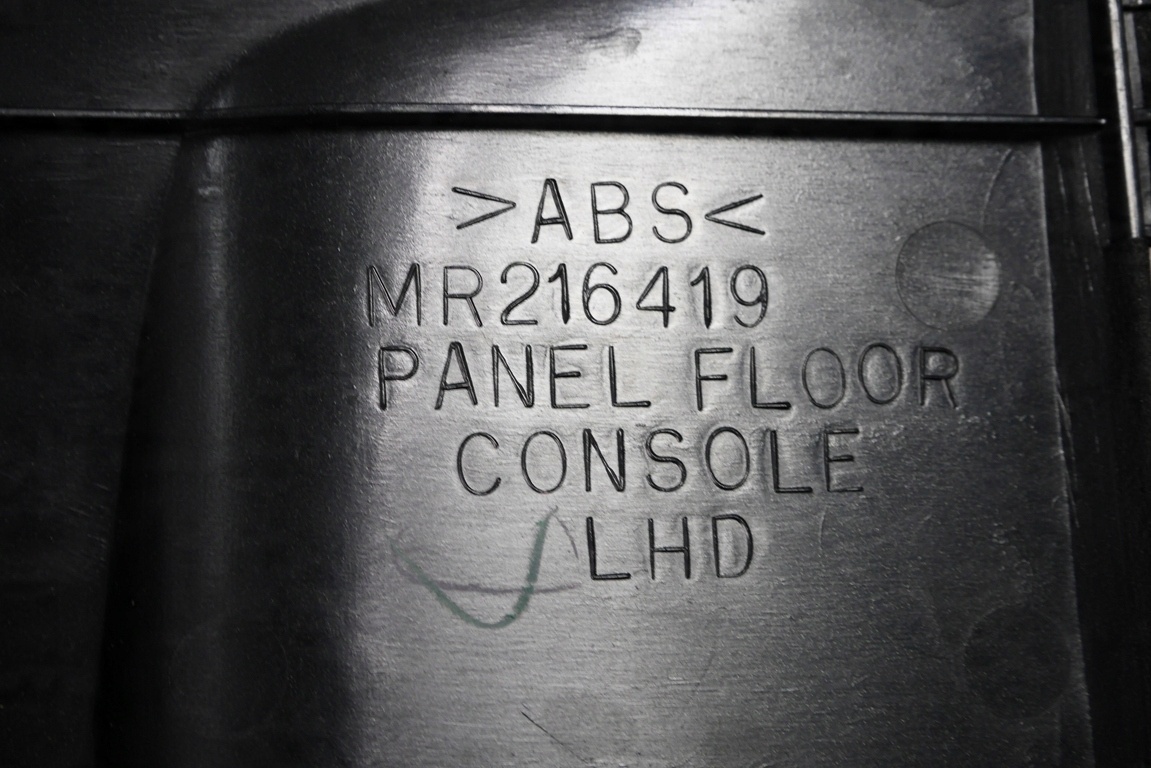 >ABS<
MR216419
PANEL FLOOR
CONSOLE
LHD